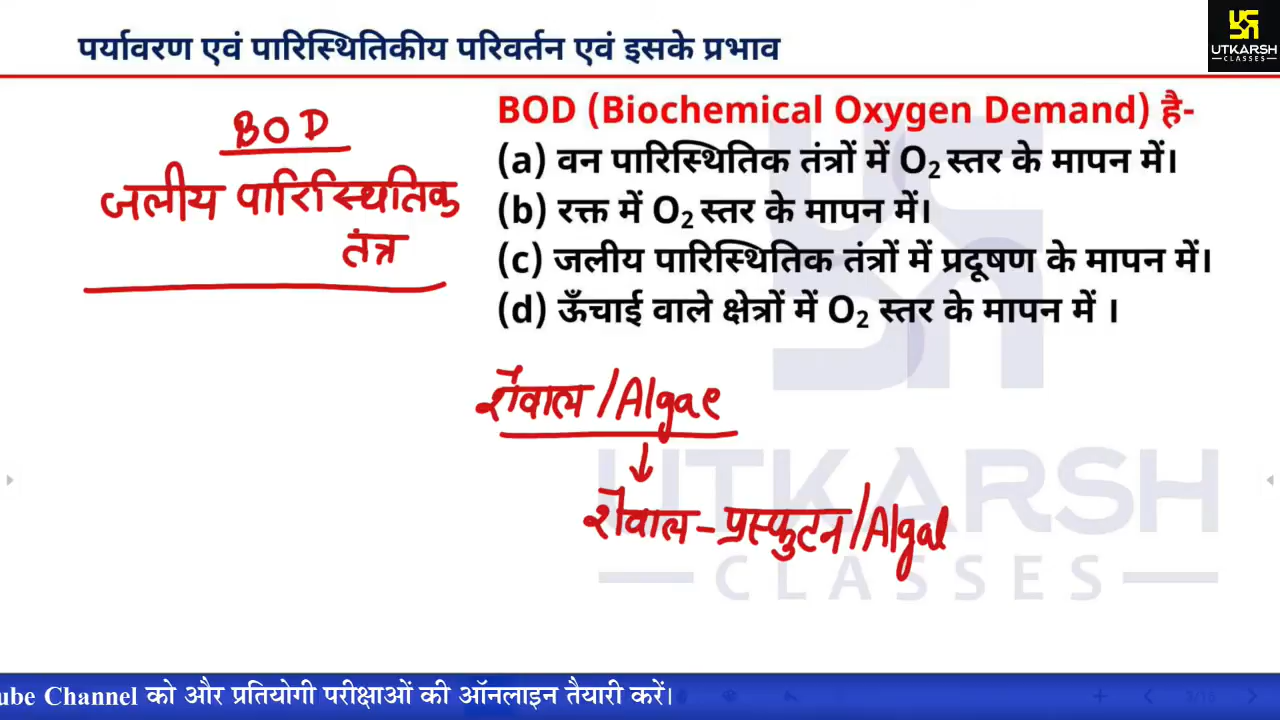 पर्यावरण एवं पारिस्थितिकीय परिवर्तन एवं इसके प्रभाव
UTKARSH
CLASSES
BOD
जलीय पारिस्थितिक
तंत्र
BOD (Biochemical Oxygen Demand) है-
(a) वन पारिस्थितिक तंत्रों में O₂ स्तर के मापन में।
(b) रक्त में O₂ स्तर के मापन में।
(c) जलीय पारिस्थितिक तंत्रों में प्रदूषण के मापन में।
(d) ऊँचाई वाले क्षेत्रों में O₂ स्तर के मापन में ।
शैवाल / Algae
शैवाल - प्रस्फुटन / Algal
UTKARSH
CLASSES
ube Channel को और प्रतियोगी परीक्षाओं की ऑनलाइन तैयारी करें।